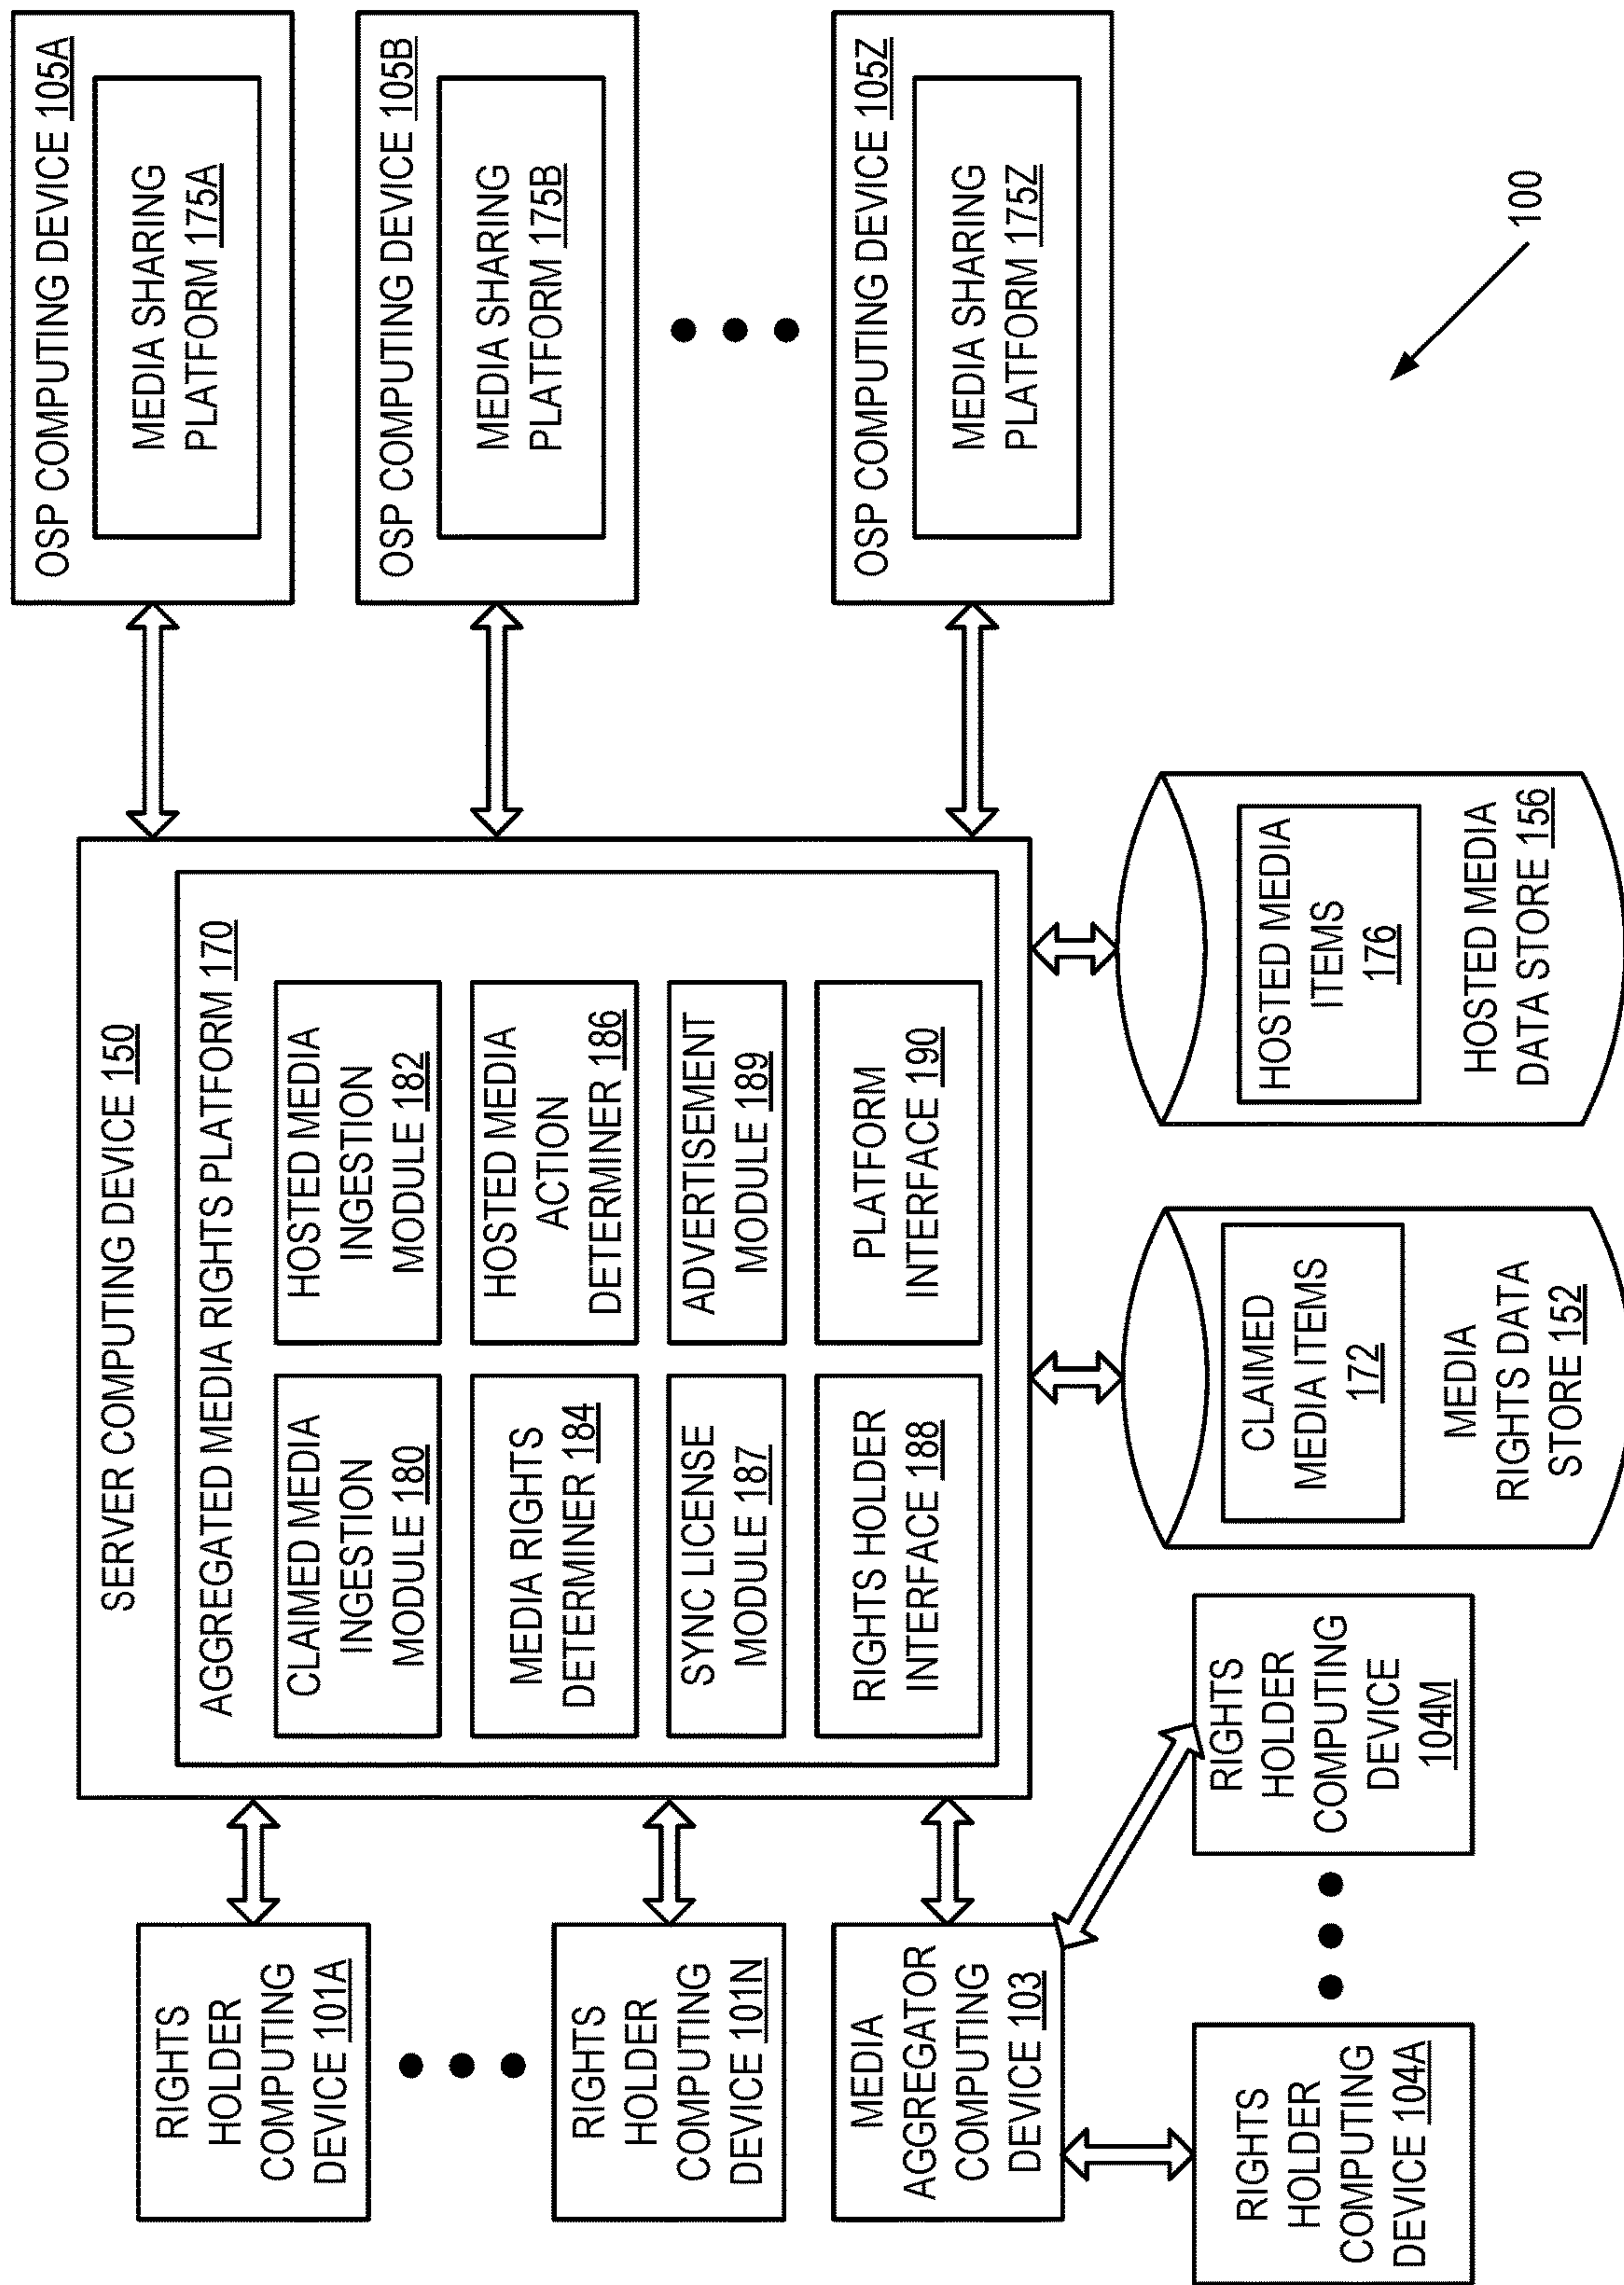 RIGHTS
HOLDER
COMPUTING
DEVICE 101A
RIGHTS
HOLDER
COMPUTING
DEVICE 101N
MEDIA
AGGREGATOR
COMPUTING
DEVICE 103
RIGHTS
HOLDER
COMPUTING
DEVICE 104A
RIGHTS
HOLDER
COMPUTING
DEVICE
104M
SERVER COMPUTING DEVICE 150
AGGREGATED MEDIA RIGHTS PLATFORM 170
CLAIMED MEDIA
INGESTION
MODULE 180
HOSTED MEDIA
INGESTION
MODULE 182
MEDIA RIGHTS
DETERMINER 184
HOSTED MEDIA
ACTION
DETERMINER 186
SYNC LICENSE
MODULE 187
ADVERTISEMENT
MODULE 189
RIGHTS HOLDER
INTERFACE 188
PLATFORM
INTERFACE 190
CLAIMED
MEDIA ITEMS
172
MEDIA
RIGHTS DATA
STORE 152
HOSTED MEDIA
ITEMS
176
HOSTED MEDIA
DATA STORE 156
OSP COMPUTING DEVICE 105A
MEDIA SHARING
PLATFORM 175A
OSP COMPUTING DEVICE 105B
MEDIA SHARING
PLATFORM 175B
OSP COMPUTING DEVICE 105Z
MEDIA SHARING
PLATFORM 175Z
100